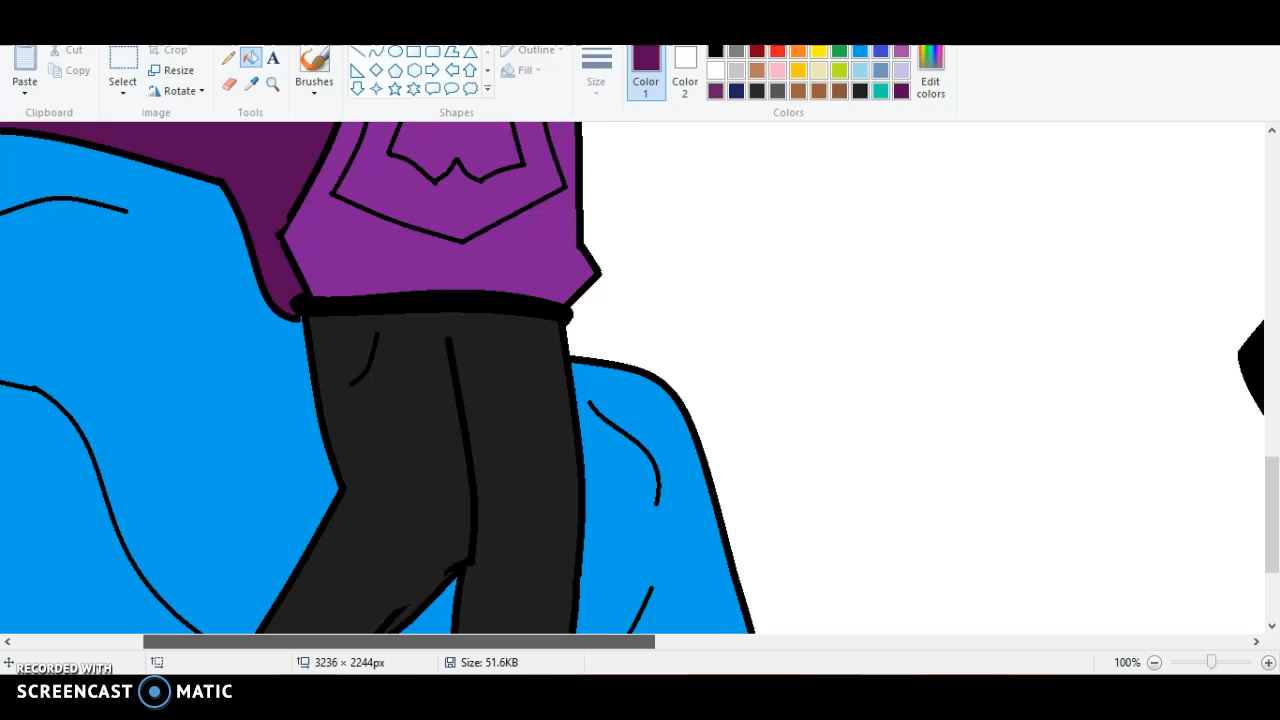 Cut
Crop
Outline
Copy
Resize
Fill
Paste
Select
Rotate
A
Brushes
Size
Color 1
Color 2
Edit colors
Clipboard
Image
Tools
Shapes
Colors
3236 × 2244px
Size: 51.6KB
100%
RECORDED WITH
SCREENCAST MATIC